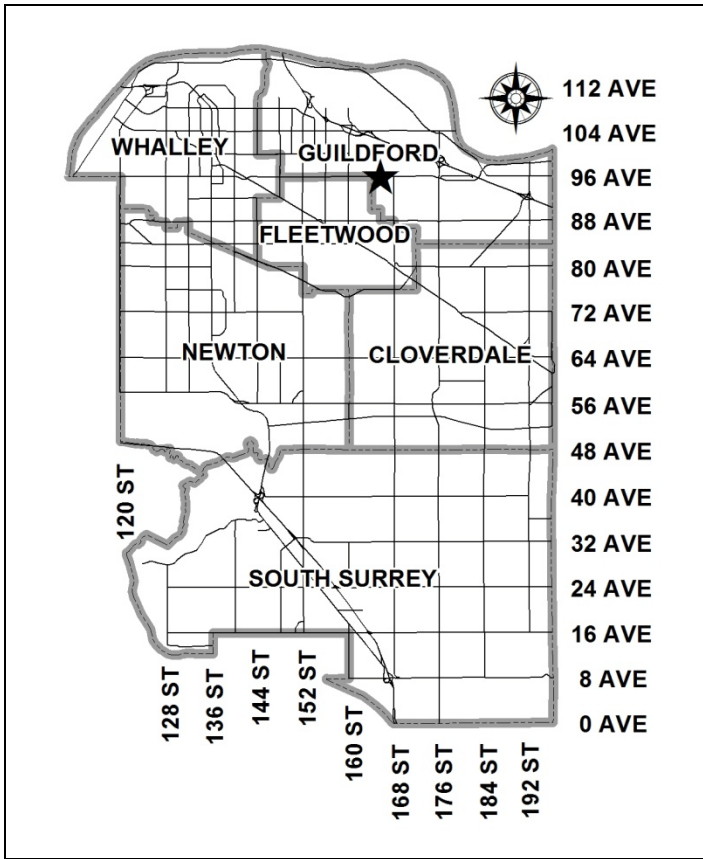 112 AVE
104 AVE
WHALLEY
GUILDFORD
96 AVE
88 AVE
FLEETWOOD
80 AVE
72 AVE
NEWTON
CLOVERDALE
64 AVE
56 AVE
48 AVE
120 ST
40 AVE
32 AVE
SOUTH SURREY
24 AVE
16 AVE
128 ST
136 ST
144 ST
152 ST
160 ST
8 AVE
0 AVE
168 ST
176 ST
184 ST
192 ST